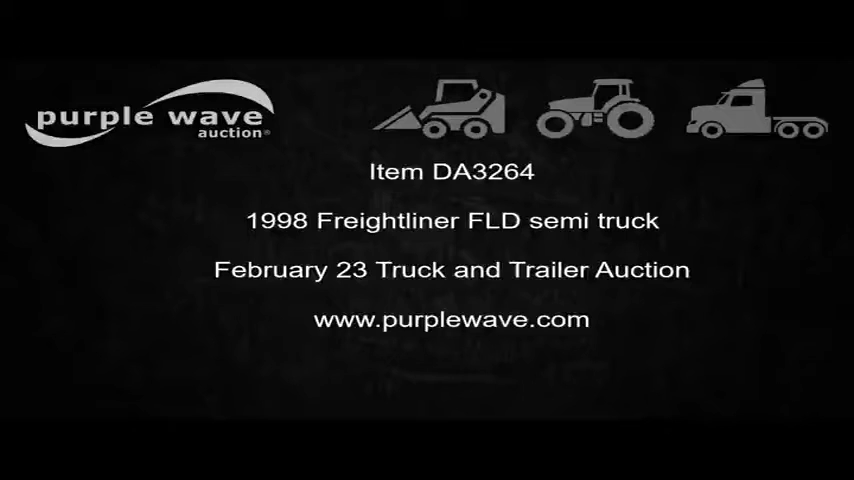 purple wave
auction®
Item DA3264
1998 Freightliner FLD semi truck
February 23 Truck and Trailer Auction
www.purplewave.com